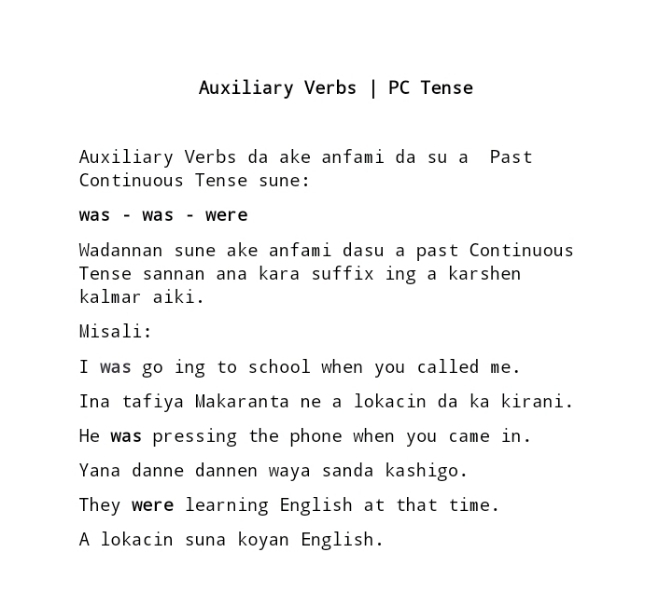 Auxiliary Verbs | PC Tense
Auxiliary Verbs da ake anfami da su a  Past
Continuous Tense sune:
was - was - were
Wadannan sune ake anfami dasu a past Continuous
Tense sannan ana kara suffix ing a karshen
kalmar aiki.
Misali:
I was go ing to school when you called me.
Ina tafiya Makaranta ne a lokacin da ka kirani.
He was pressing the phone when you came in.
Yana danne dannen waya sanda kashigo.
They were learning English at that time.
A lokacin suna koyan English.